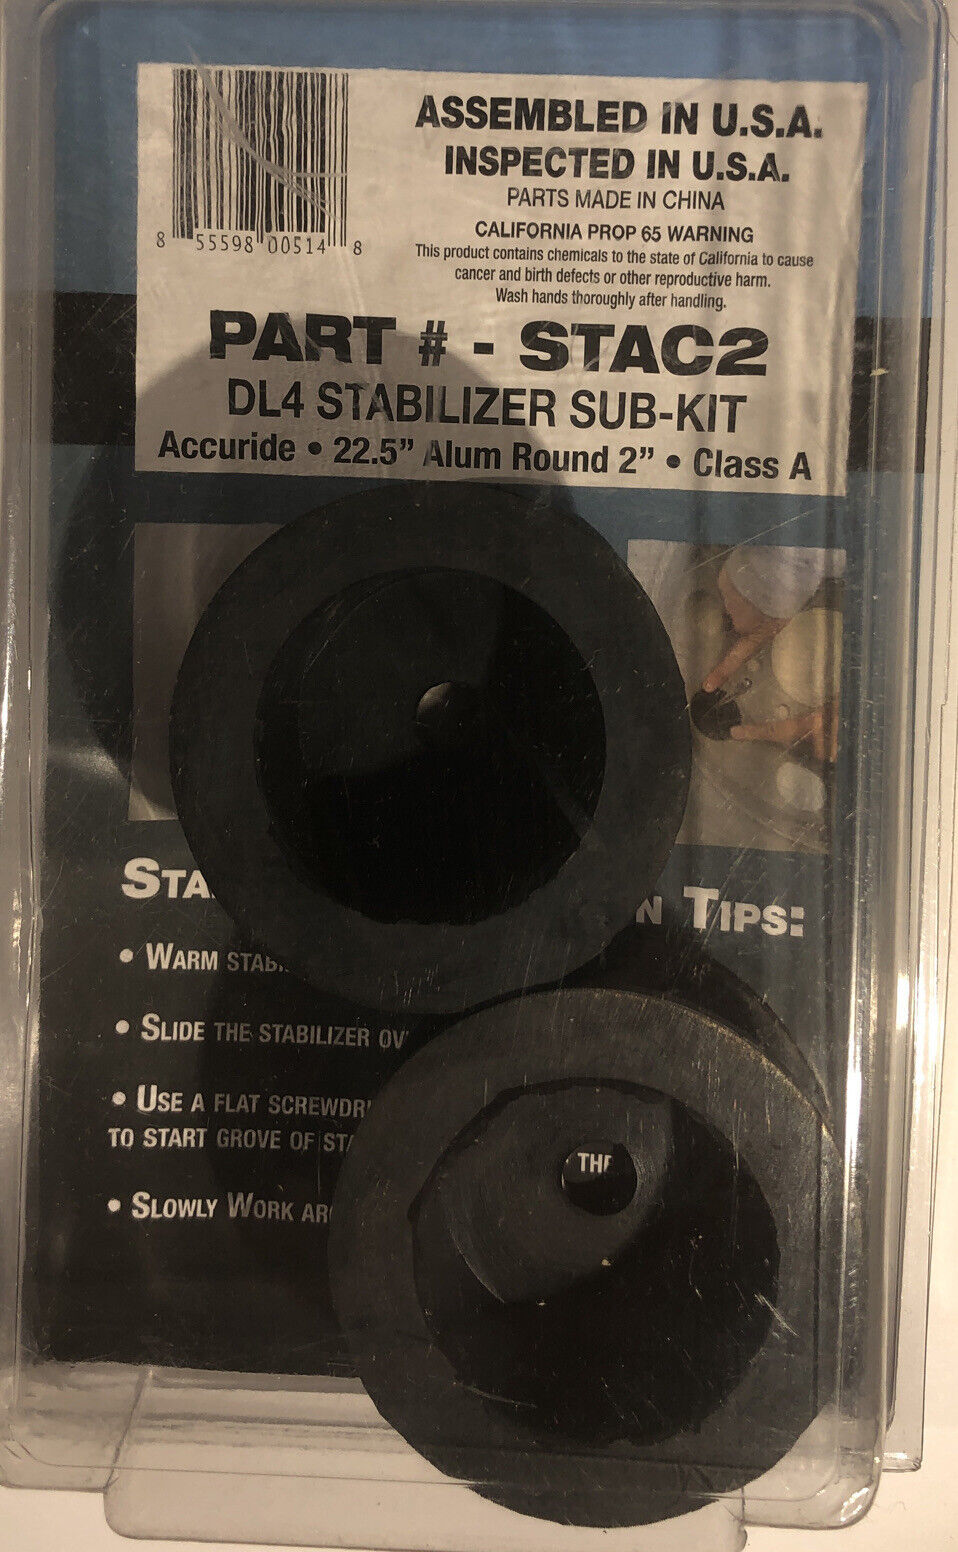 ASSEMBLED IN U.S.A.
INSPECTED IN U.S.A.
PARTS MADE IN CHINA
CALIFORNIA PROP 65 WARNING
This product contains chemicals to the state of California to cause
cancer and birth defects or other reproductive harm.
Wash hands thoroughly after handling.
8 55598 00514 8
PART # - STAC2
DL4 STABILIZER SUB-KIT
Accuride • 22.5” Alum Round 2” • Class A
TIPS:
• WARM
• SLIDE THE STABILIZER
• USE A FLAT
TO START GROVE OF
• SLOWLY WORK